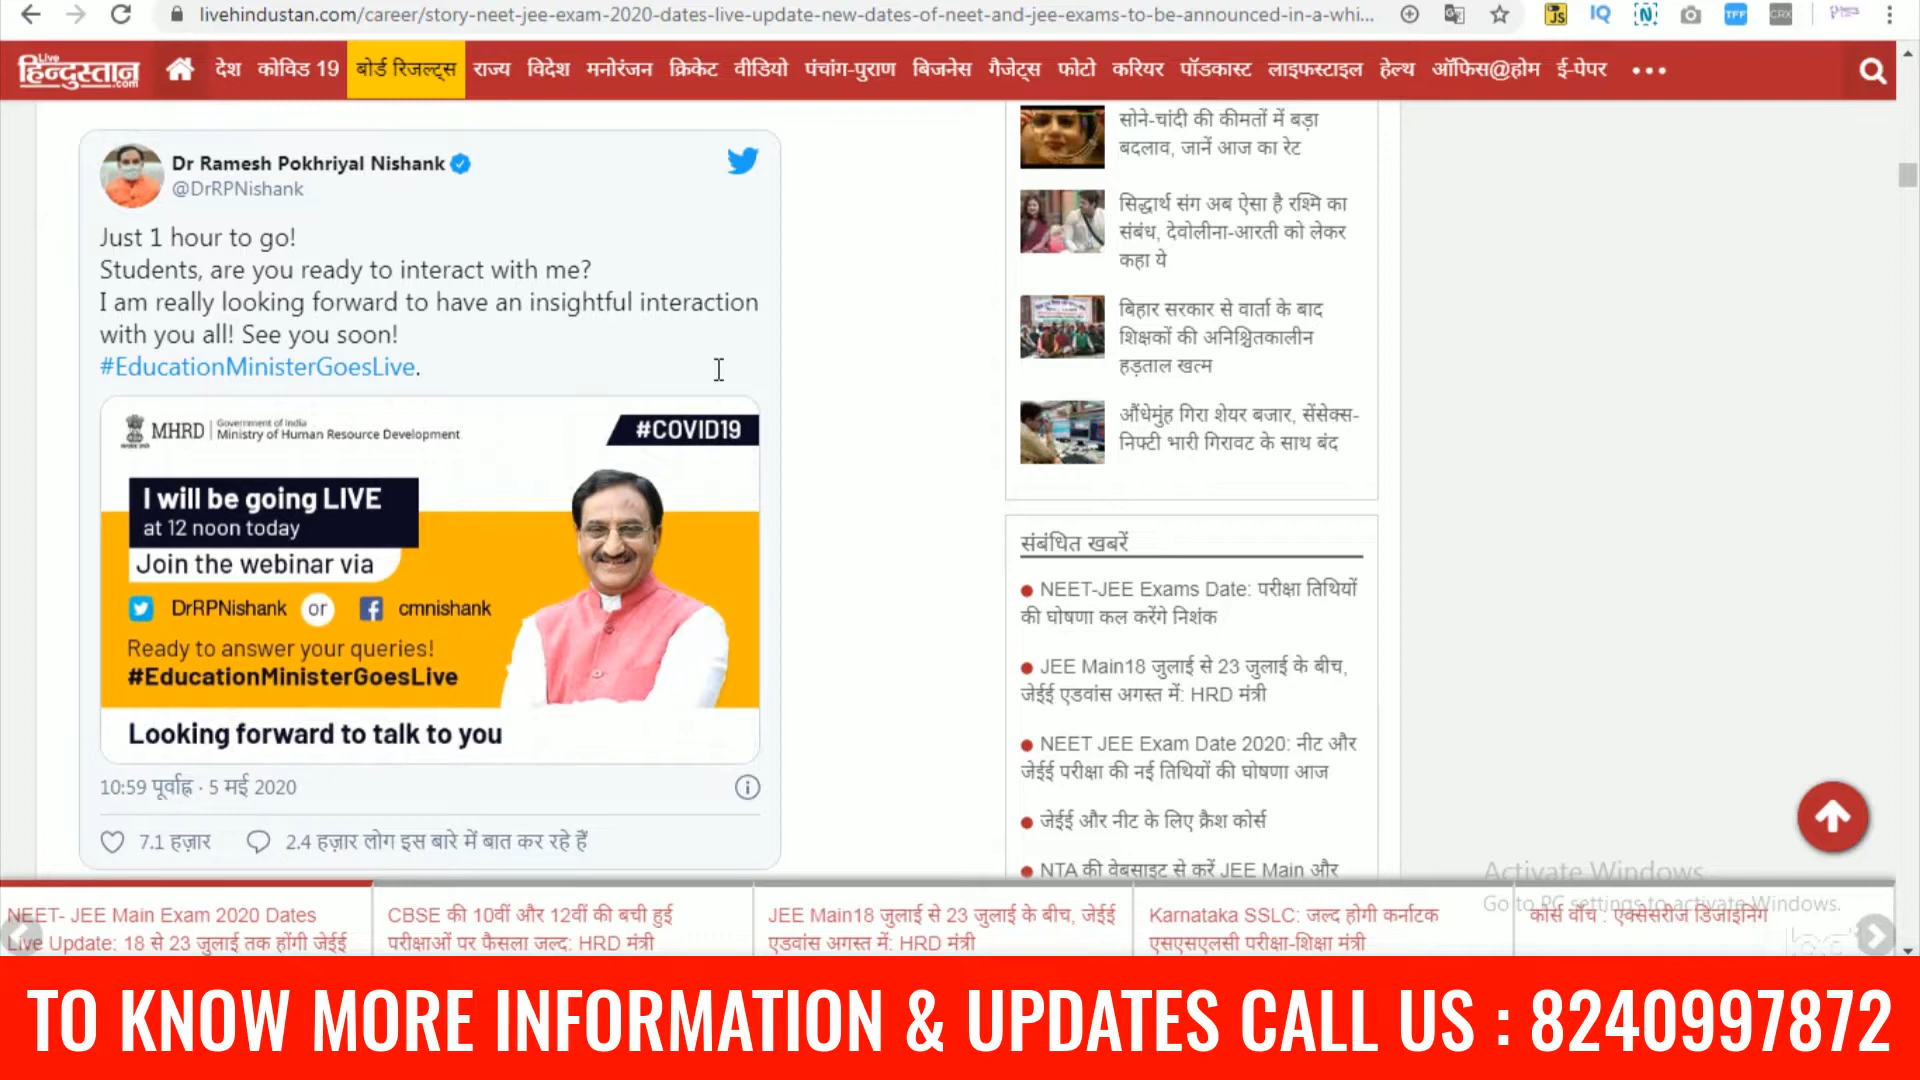 livehindustan.com/career/story-neet-jee-exam-2020-dates-live-update-new-dates-of-neet-and-jee-exams-to-be-announced-in-a-whi...
Live
हिन्दुस्तान
.com
देश कोविड 19 बोर्ड रिजल्ट्स राज्य विदेश मनोरंजन क्रिकेट वीडियो पंचांग-पुराण बिजनेस गैजेट्स फोटो करियर पॉडकास्ट लाइफस्टाइल हेल्थ ऑफिस@होम ई-पेपर
Dr Ramesh Pokhriyal Nishank
@DrRPNishank
Just 1 hour to go!
Students, are you ready to interact with me?
I am really looking forward to have an insightful interaction
with you all! See you soon!
#EducationMinisterGoesLive.
MHRD
Government of India
Ministry of Human Resource Development
#COVID19
I will be going LIVE
at 12 noon today
Join the webinar via
DrRPNishank or cmnishank
Ready to answer your queries!
#EducationMinisterGoesLive
Looking forward to talk to you
10:59 पूर्वाह्न · 5 मई 2020
7.1 हज़ार 2.4 हज़ार लोग इस बारे में बात कर रहे हैं
सोने-चांदी की कीमतों में बड़ा
बदलाव, जानें आज का रेट
सिद्धार्थ संग अब ऐसा है रश्मि का
संबंध, देवोलीना-आरती को लेकर
कहा ये
बिहार सरकार से वार्ता के बाद
शिक्षकों की अनिश्चितकालीन
हड़ताल खत्म
औंधेमुंह गिरा शेयर बजार, सेंसेक्स-
निफ्टी भारी गिरावट के साथ बंद
संबंधित खबरें
NEET-JEE Exams Date: परीक्षा तिथियों
की घोषणा कल करेंगे निशंक
JEE Main18 जुलाई से 23 जुलाई के बीच,
जेईई एडवांस अगस्त में: HRD मंत्री
NEET JEE Exam Date 2020: नीट और
जेईई परीक्षा की नई तिथियों की घोषणा आज
जेईई और नीट के लिए क्रैश कोर्स
NTA की वेबसाइट से करें JEE Main और
Activate Windows
Go to PC settings to activate Windows.
NEET- JEE Main Exam 2020 Dates
Live Update: 18 से 23 जुलाई तक होंगी जेईई
CBSE की 10वीं और 12वीं की बची हुई
परीक्षाओं पर फैसला जल्द: HRD मंत्री
JEE Main18 जुलाई से 23 जुलाई के बीच, जेईई
एडवांस अगस्त में: HRD मंत्री
Karnataka SSLC: जल्द होगी कर्नाटक
एसएसएलसी परीक्षा-शिक्षा मंत्री
कोर्स वॉच : एक्सेसरीज डिजाइनिंग
TO KNOW MORE INFORMATION & UPDATES CALL US : 8240997872